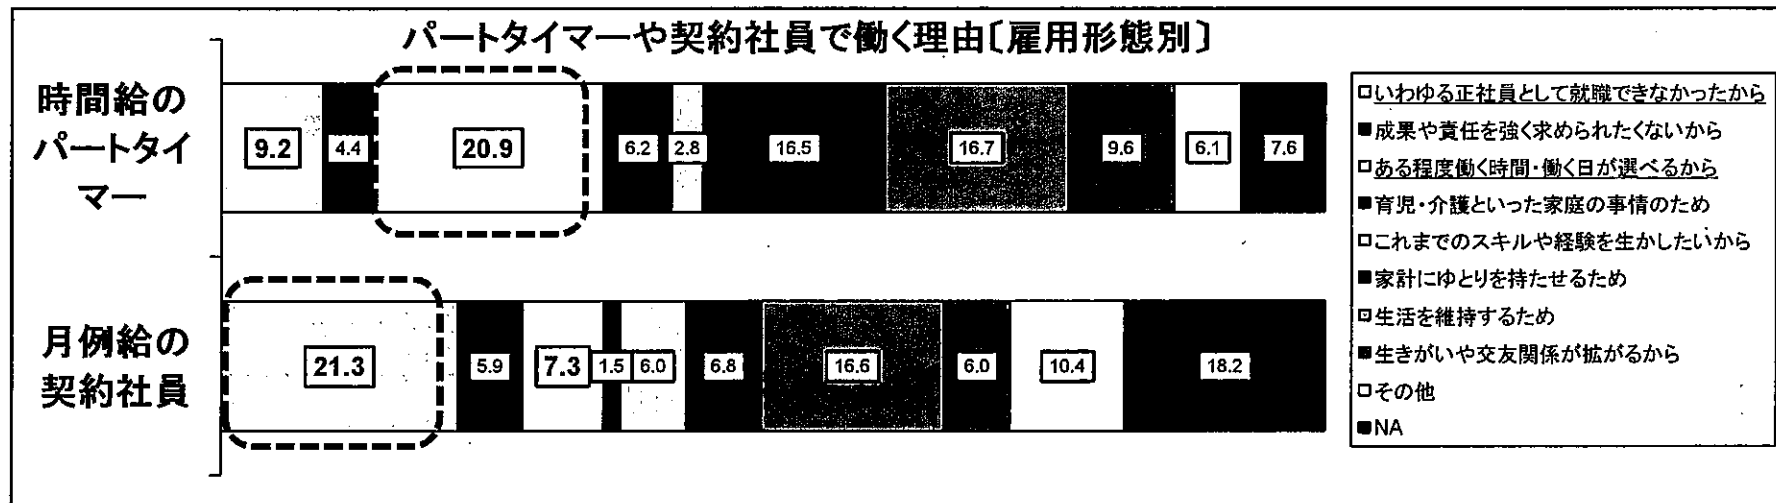 パートタイマーや契約社員で働く理由〔雇用形態別〕
時間給の
パートタイ
マー
9.2
4.4
20.9
6.2
2.8
16.5
16.7
9.6
6.1
7.6
月例給の
契約社員
21.3
5.9
7.3
1.5
6.0
6.8
16.6
6.0
10.4
18.2
いわゆる正社員として就職できなかったから
成果や責任を強く求められたくないから
ある程度働く時間・働く日が選べるから
育児・介護といった家庭の事情のため
これまでのスキルや経験を生かしたいから
家計にゆとりを持たせるため
生活を維持するため
生きがいや交友関係が拡がるから
その他
NA